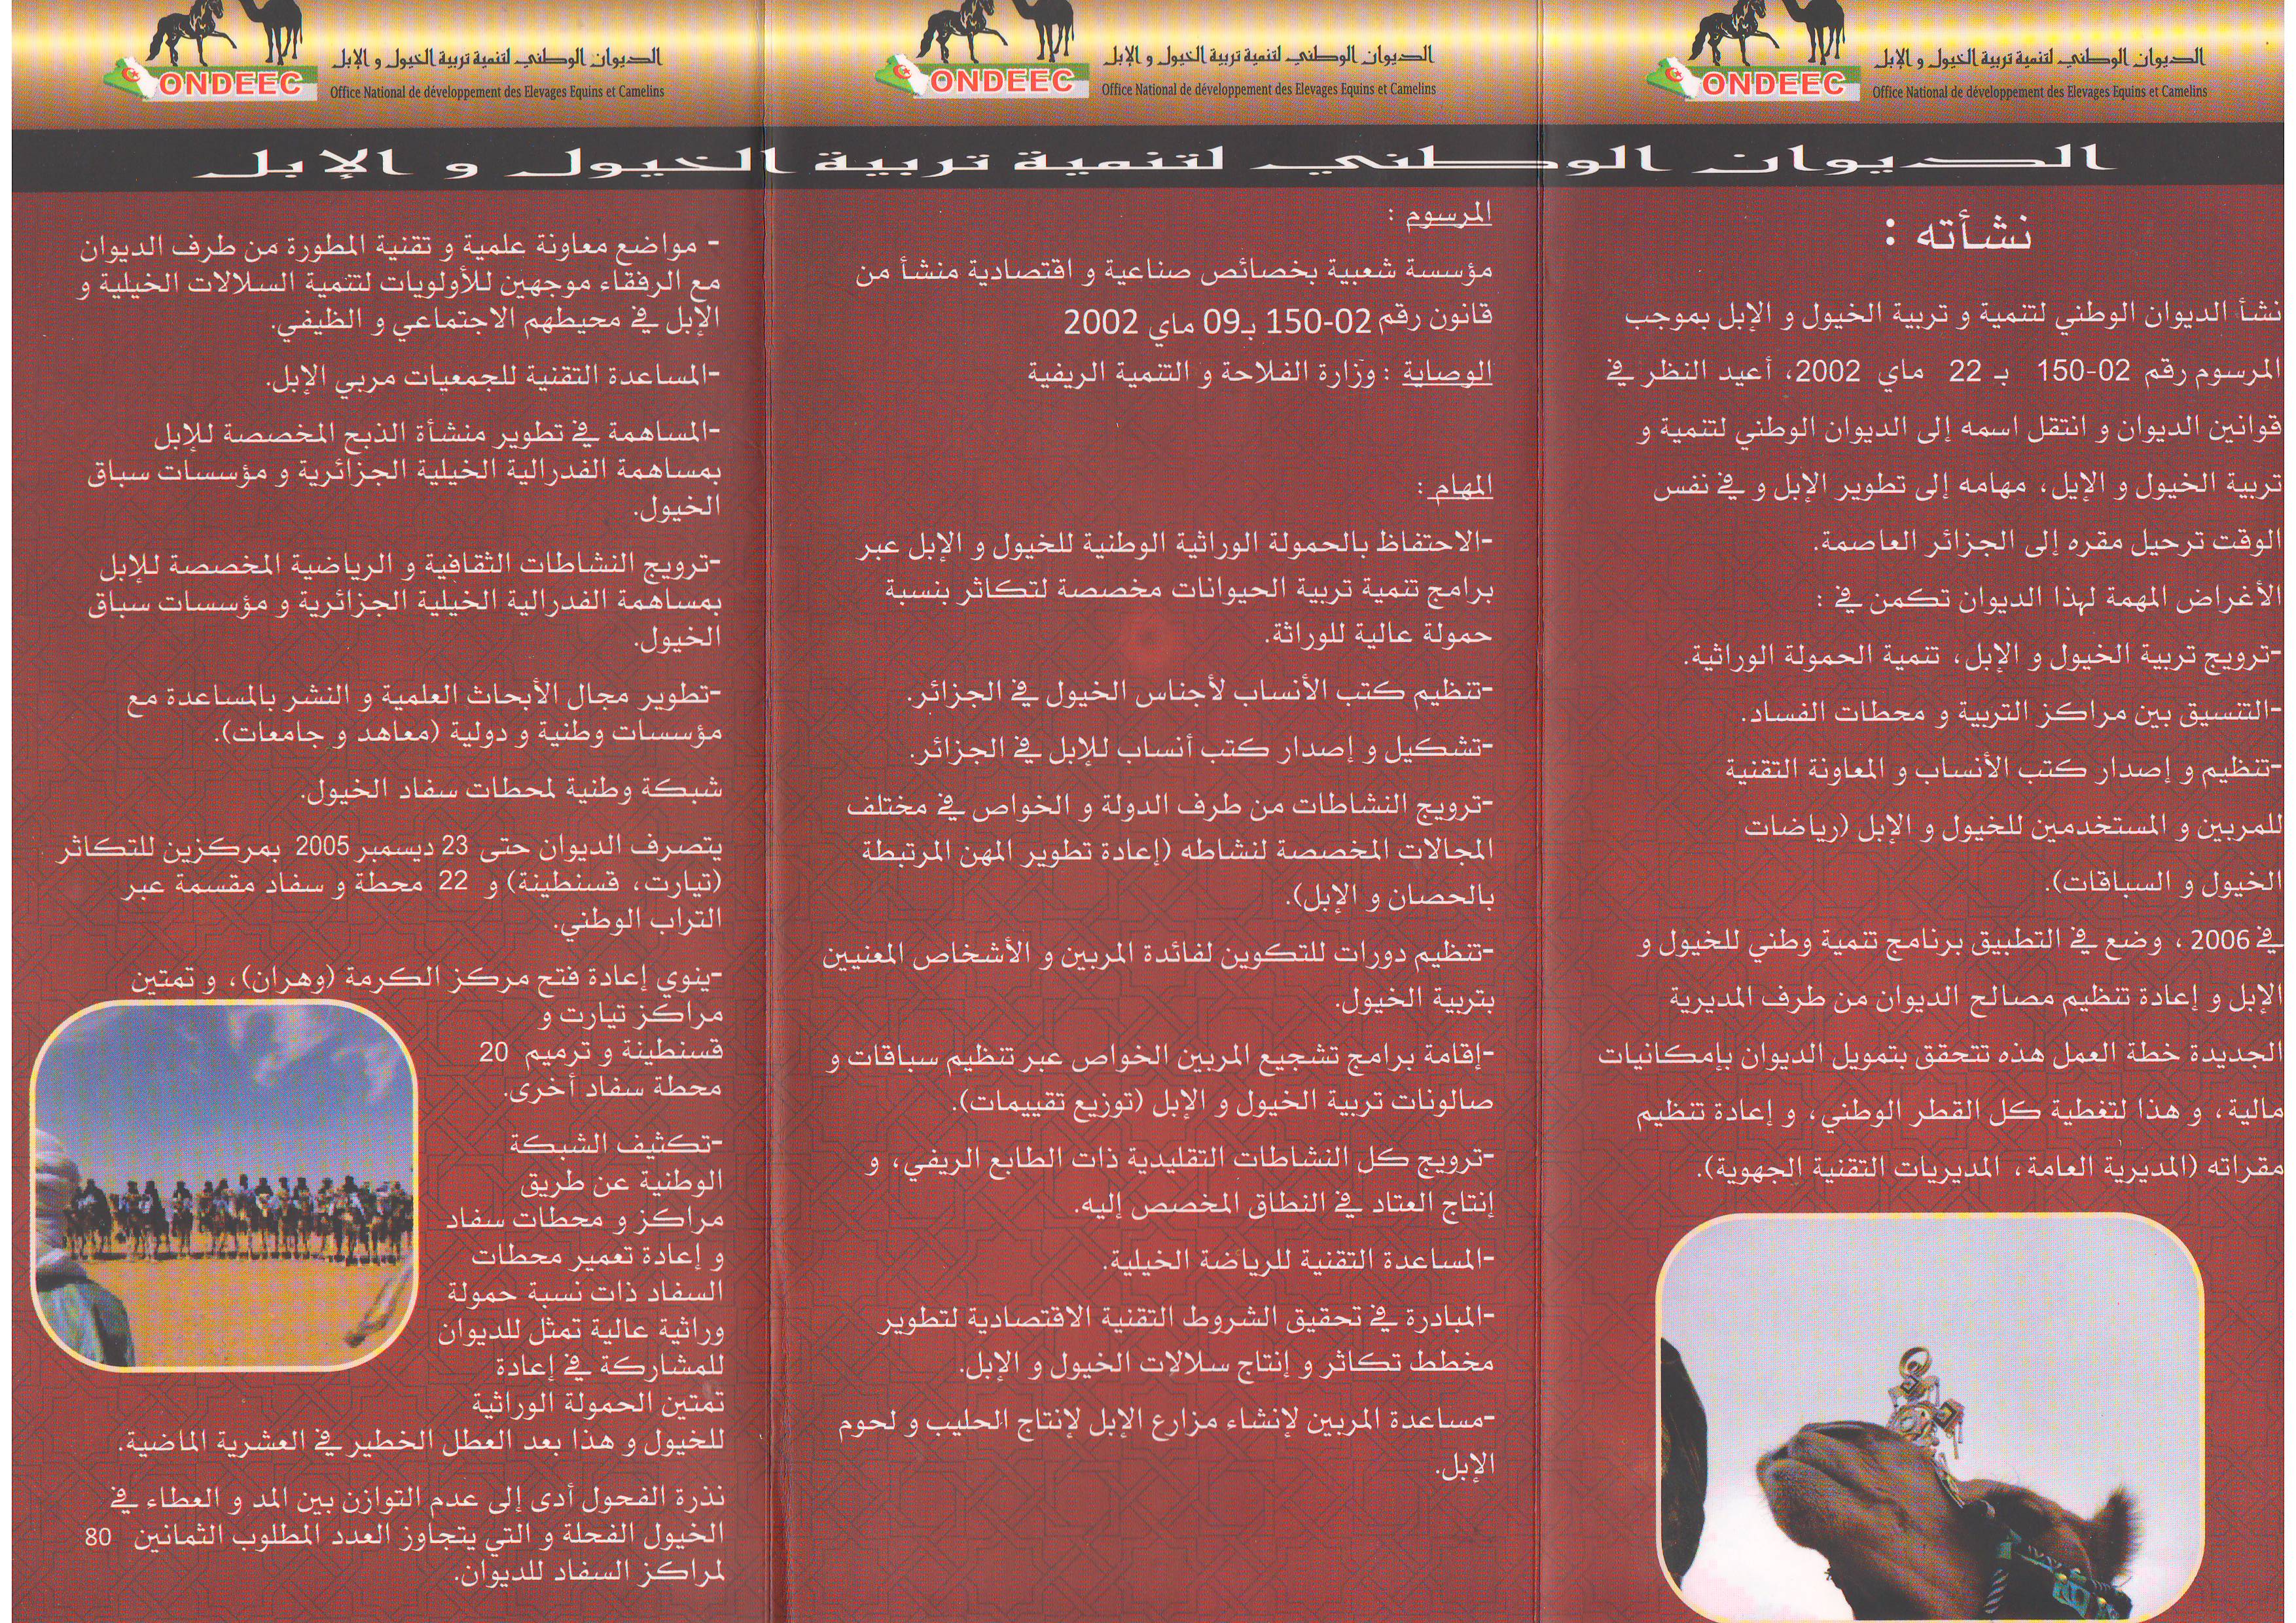 الديوان الوطني لتنمية تربية الخيول و الإبل
ONDEEC
Office National de développement des Elevages Equins et Camelins
الديوان الوطني لتنمية تربية الخيول و الإبل
ONDEEC
Office National de développement des Elevages Equins et Camelins
الديوان الوطني لتنمية تربية الخيول و الإبل
ONDEEC
Office National de développement des Elevages Equins et Camelins
الديوان الوطني لتنمية تربية الخيول و الإبل
نشأته :
نشأ الديوان الوطني لتنمية و تربية الخيول و الإبل بموجب
المرسوم رقم 02-150 بـ 22 ماي 2002، أعيد النظر في
قوانين الديوان و انتقل اسمه إلى الديوان الوطني لتنمية و
تربية الخيول و الإبل، مهامه إلى تطوير الإبل و في نفس
الوقت ترحيل مقره إلى الجزائر العاصمة.
الأغراض المهمة لهذا الديوان تكمن في :
-ترويج تربية الخيول و الإبل، تنمية الحمولة الوراثية.
-التنسيق بين مراكز التربية و محطات الفساد.
-تنظيم و إصدار كتب الأنساب و المعاونة التقنية
للمربين و المستخدمين للخيول و الإبل (رياضات
الخيول و السباقات).
في 2006 ، وضع في التطبيق برنامج تنمية وطني للخيول و
الإبل و إعادة تنظيم مصالح الديوان من طرف المديرية
الجديدة خطة العمل هذه تتحقق بتمويل الديوان بإمكانيات
مالية، و هذا لتغطية كل القطر الوطني، و إعادة تنظيم
مقراته (المديرية العامة، المديريات التقنية الجهوية).
المرسوم :
مؤسسة شعبية بخصائص صناعية و اقتصادية منشأ من
قانون رقم 02-150 بـ09 ماي 2002
الوصاية : وزارة الفلاحة و التنمية الريفية
المهام :
-الاحتفاظ بالحمولة الوراثية الوطنية للخيول و الإبل عبر
برامج تنمية تربية الحيوانات مخصصة لتكاثر بنسبة
حمولة عالية للوراثة.
-تنظيم كتب الأنساب لأجناس الخيول في الجزائر.
-تشكيل و إصدار كتب أنساب للإبل في الجزائر.
-ترويج النشاطات من طرف الدولة و الخواص في مختلف
المجالات المخصصة لنشاطه (إعادة تطوير المهن المرتبطة
بالحصان و الإبل).
-تنظيم دورات للتكوين لفائدة المربين و الأشخاص المعنيين
بتربية الخيول.
-إقامة برامج تشجيع المربين الخواص عبر تنظيم سباقات و
صالونات تربية الخيول و الإبل (توزيع تقييمات).
-ترويج كل النشاطات التقليدية ذات الطابع الريفي، و
إنتاج العتاد في النطاق المخصص إليه.
-المساعدة التقنية للرياضة الخيلية.
-المبادرة في تحقيق الشروط التقنية الاقتصادية لتطوير
مخطط تكاثر و إنتاج سلالات الخيول و الإبل.
-مساعدة المربين لإنشاء مزارع الإبل لإنتاج الحليب و لحوم
الإبل.
- مواضع معاونة علمية و تقنية المطورة من طرف الديوان
مع الرفقاء موجهين للأولويات لتنمية السلالات الخيلية و
الإبل في محيطهم الاجتماعي و الظيفي.
-المساعدة التقنية للجمعيات مربي الإبل.
-المساهمة في تطوير منشأة الذبح المخصصة للإبل
بمساهمة الفدرالية الخيلية الجزائرية و مؤسسات سباق
الخيول.
-ترويج النشاطات الثقافية و الرياضية المخصصة للإبل
بمساهمة الفدرالية الخيلية الجزائرية و مؤسسات سباق
الخيول.
-تطوير مجال الأبحاث العلمية و النشر بالمساعدة مع
مؤسسات وطنية و دولية (معاهد و جامعات).
شبكة وطنية لمحطات سفاد الخيول.
يتصرف الديوان حتى 23 ديسمبر 2005 بمركزين للتكاثر
(تيارت، قسنطينة) و 22 محطة و سفاد مقسمة عبر
التراب الوطني.
-ينوي إعادة فتح مركز الكرمة (وهران)، و تمتين
مراكز تيارت و
قسنطينة و ترميم 20
محطة سفاد أخرى.
-تكثيف الشبكة
الوطنية عن طريق
مراكز و محطات سفاد
و إعادة تعمير محطات
السفاد ذات نسبة حمولة
وراثية عالية تمثل للديوان
للمشاركة في إعادة
تمتين الحمولة الوراثية
للخيول و هذا بعد العطل الخطير في العشرية الماضية.
نذرة الفحول أدى إلى عدم التوازن بين المد و العطاء في
الخيول الفحلة و التي يتجاوز العدد المطلوب الثمانين 80
لمراكز السفاد للديوان.